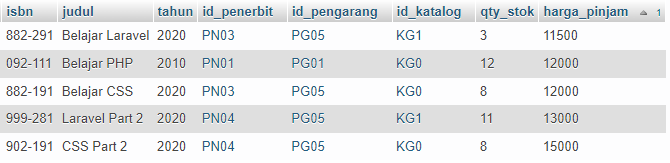 isbn judul tahun id_penerbit id_pengarang id_katalog qty_stok harga_pinjam 1
882-291 Belajar Laravel 2020 PN03 PG05 KG1 3 11500
092-111 Belajar PHP 2010 PN01 PG01 KG0 12 12000
882-191 Belajar CSS 2020 PN03 PG05 KG0 8 12000
999-281 Laravel Part 2 2020 PN04 PG05 KG1 11 13000
902-191 CSS Part 2 2020 PN04 PG05 KG0 8 15000